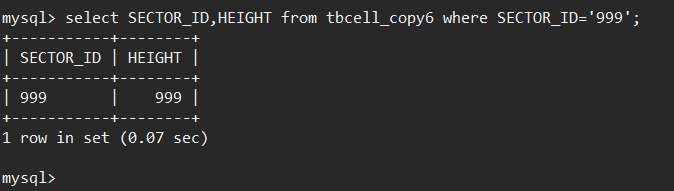 mysql> select SECTOR_ID,HEIGHT from tbcell_copy6 where SECTOR_ID='999';
+-----------+--------+
| SECTOR_ID | HEIGHT |
+-----------+--------+
| 999       |    999 |
+-----------+--------+
1 row in set (0.07 sec)
mysql>